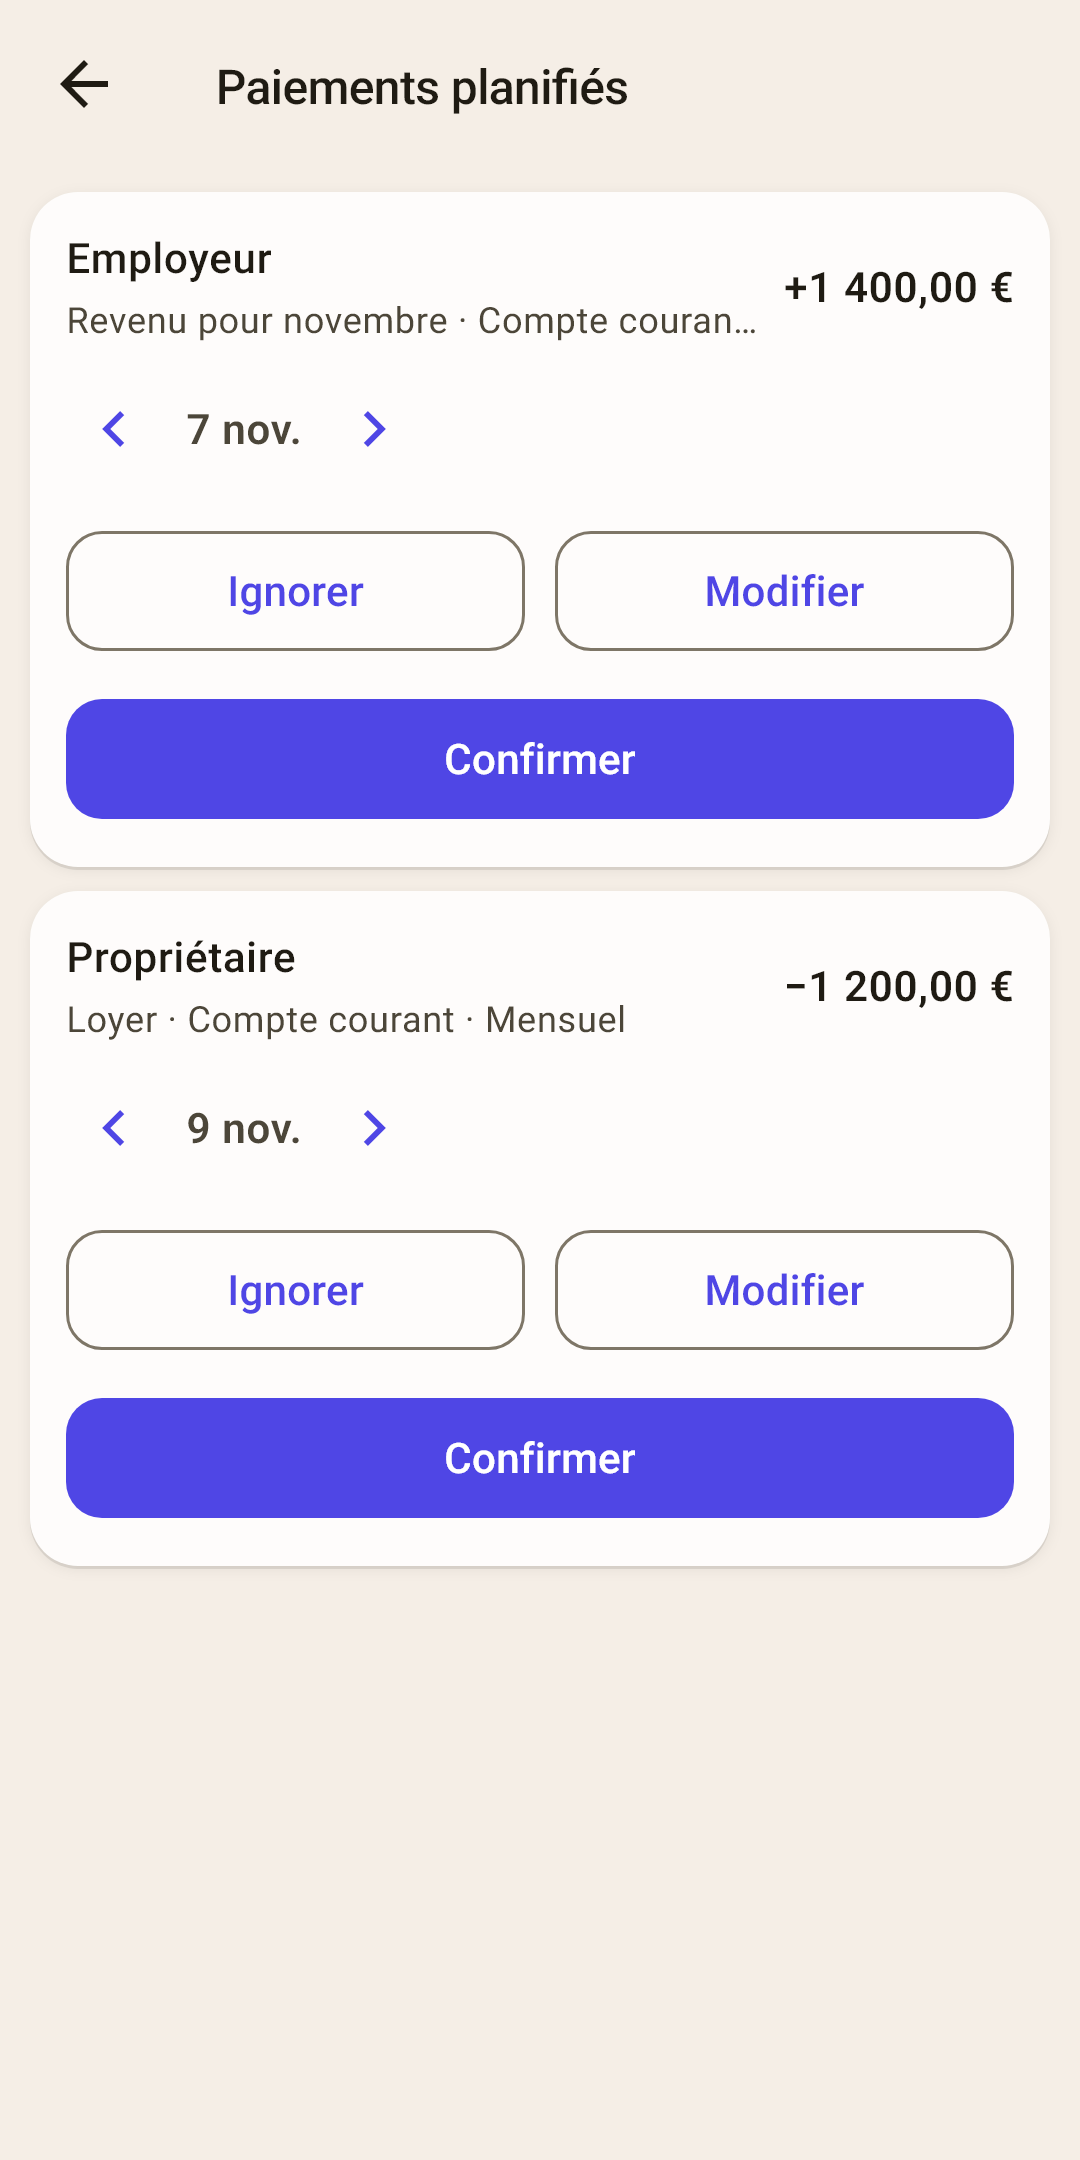 Paiements planifiés
Employeur
+1 400,00 €
Revenu pour novembre · Compte couran…
7 nov.
Ignorer
Modifier
Confirmer
Propriétaire
−1 200,00 €
Loyer · Compte courant · Mensuel
9 nov.
Ignorer
Modifier
Confirmer